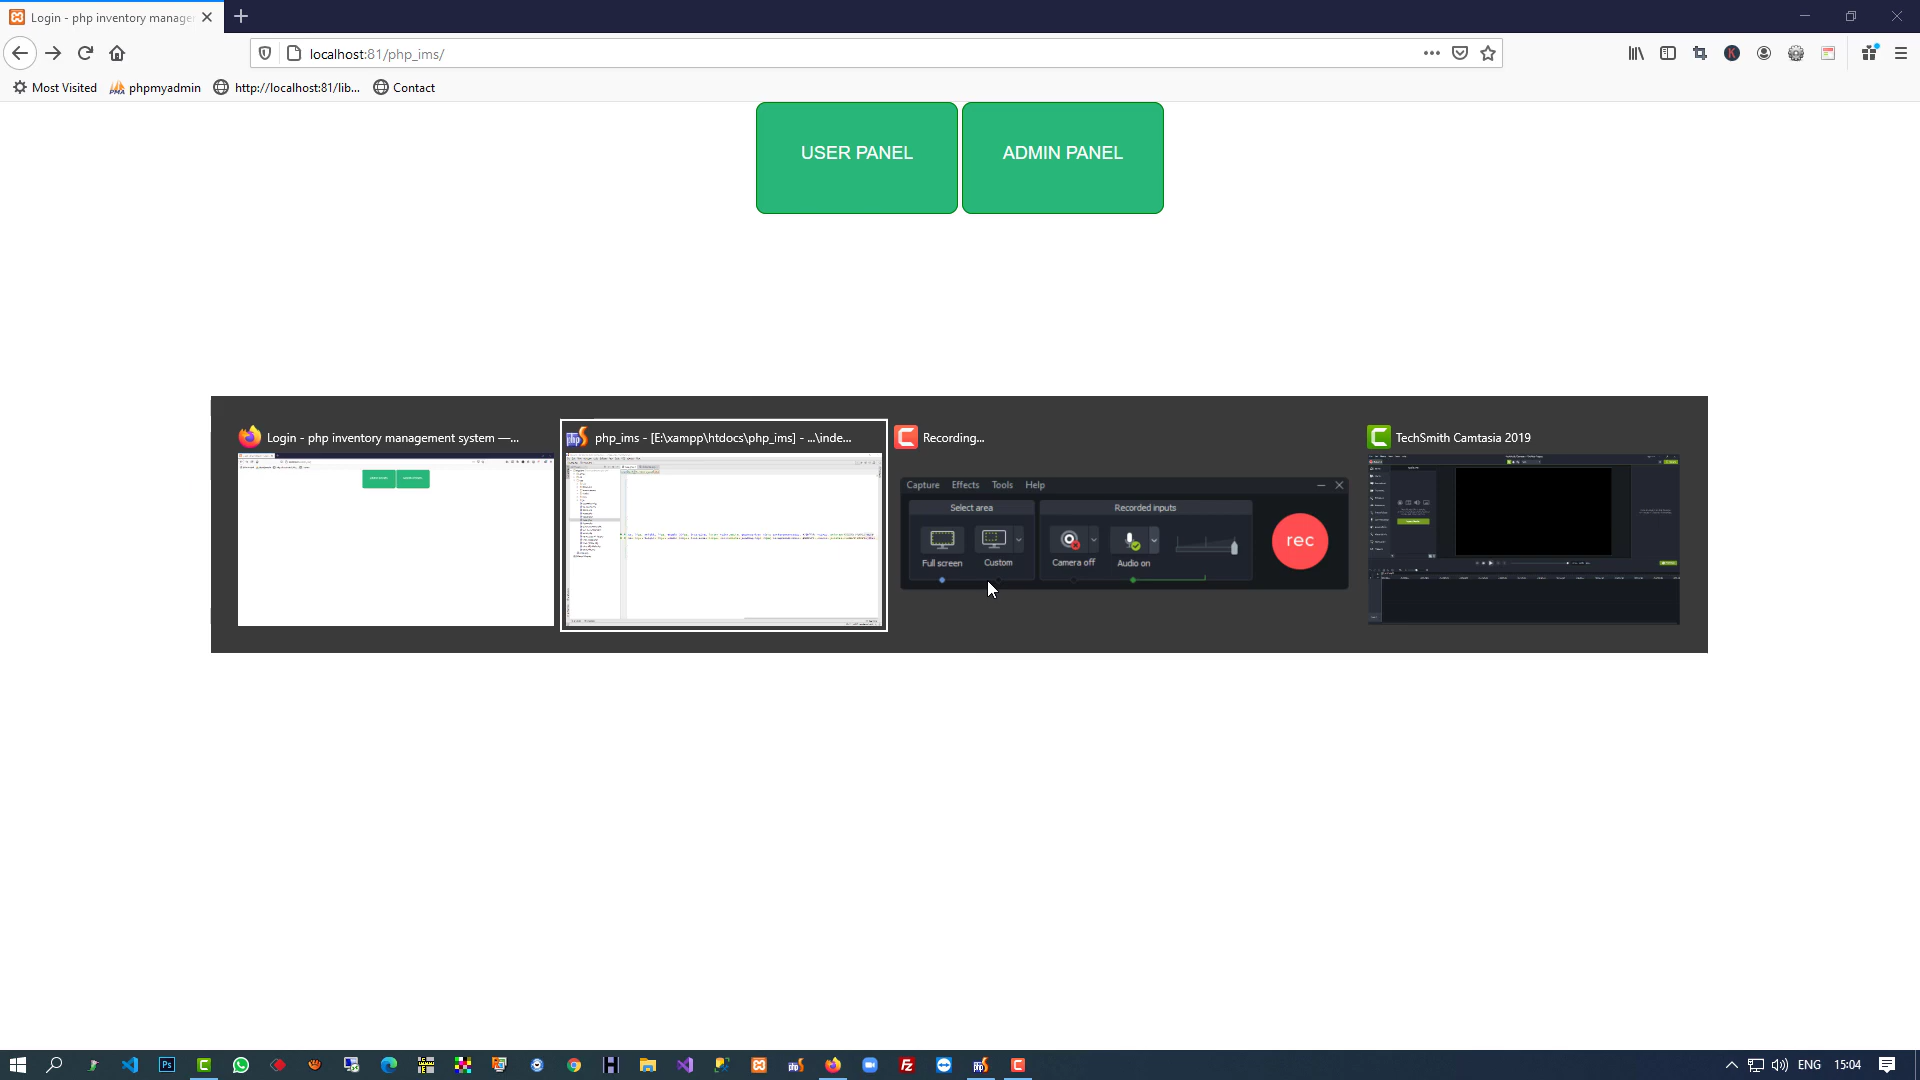 Login - php inventory manage
localhost:81/php_ims/
Most Visited
phpmyadmin
http://localhost:81/lib...
Contact
USER PANEL
ADMIN PANEL
Login - php inventory management system —...
php_ims - [E:\xampp\htdocs\php_ims] - ...\inde...
Recording...
TechSmith Camtasia 2019
Capture
Effects
Tools
Help
Select area
Recorded inputs
Full screen
Custom
Camera off
Audio on
rec
ENG
15:04